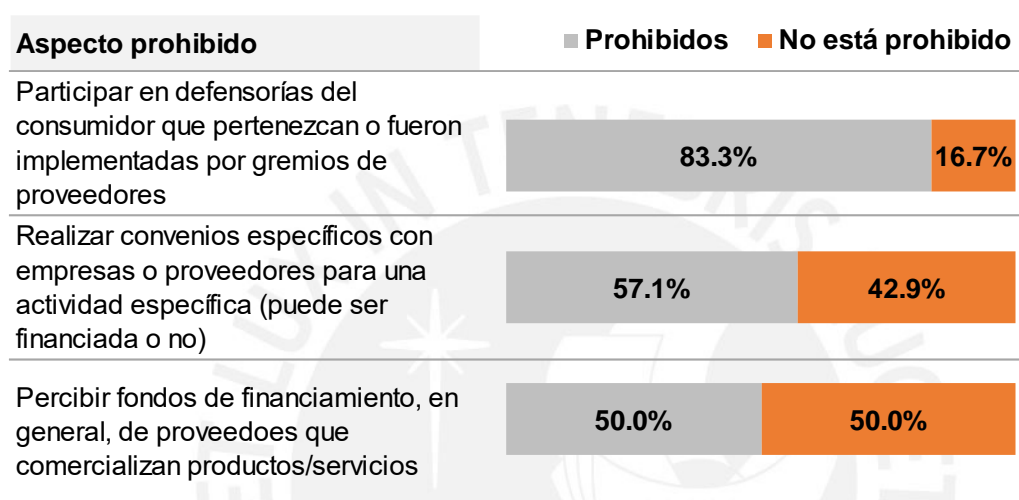 Aspecto prohibido
Prohibidos
No está prohibido
Participar en defensorías del
consumidor que pertenezcan o fueron
implementadas por gremios de
proveedores
83.3%
16.7%
Realizar convenios específicos con
empresas o proveedores para una
actividad específica (puede ser
financiada o no)
57.1%
42.9%
Percibir fondos de financiamiento, en
general, de proveedoes que
comercializan productos/servicios
50.0%
50.0%